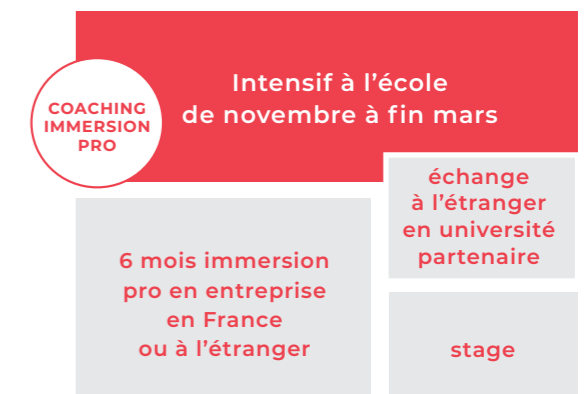 Intensif à l’école
de novembre à fin mars
COACHING
IMMERSION
PRO
échange
à l’étranger
en université
partenaire
6 mois immersion
pro en entreprise
en France
ou à l’étranger
stage